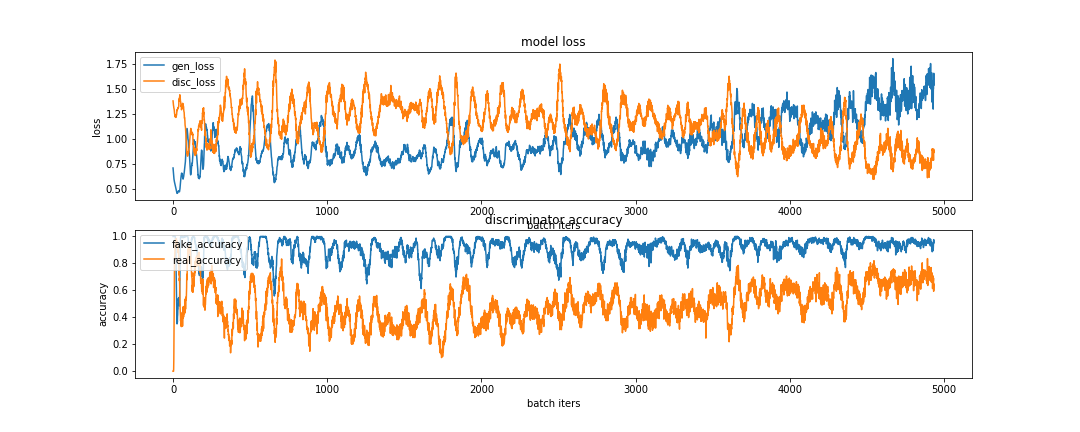 model loss
gen_loss
disc_loss
loss
1.75
1.50
1.25
1.00
0.75
0.50
0 1000 2000 3000 4000 5000
batch iters
discriminator accuracy
fake_accuracy
real_accuracy
accuracy
1.0
0.8
0.6
0.4
0.2
0.0
0 1000 2000 3000 4000 5000
batch iters